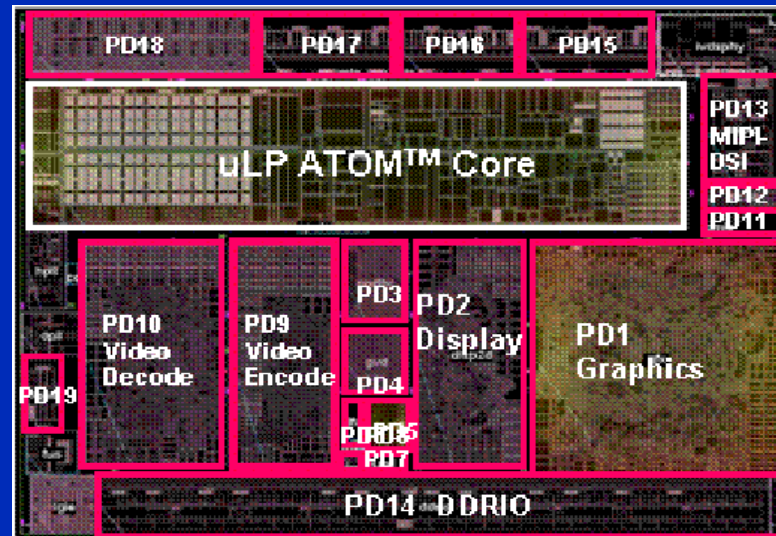 PD18 PD17 PD16 PD15
uLP ATOM™ Core
PD13
MIPI-
DSI
PD12
PD11
PD10
Video
Decode
PD9
Video
Encode
PD3
PD4
PD2
Display
PD1
Graphics
PD19
PD7
PD14 DDRIO